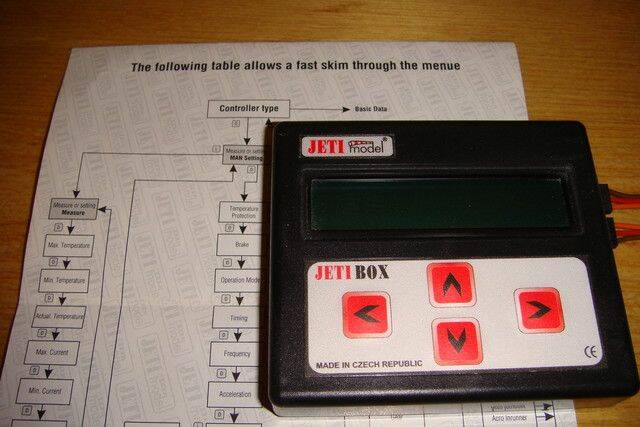 The following table allows a fast skim through the menue
Controller type
Basic Data
D
L
Measure or setting
MAN Setting
D
Measure or setting
Measure
D
Max. Temperature
D
Min. Temperature
D
Actual. Temperature
D
Max. Current
D
Min. Current
D
Temperature
Protection
D
Brake
D
Operation Mode
D
Timing
D
Frequency
D
Acceleration
D
JETI model®
JETI BOX
MADE IN CZECH REPUBLIC
CE
Acro Inrunner